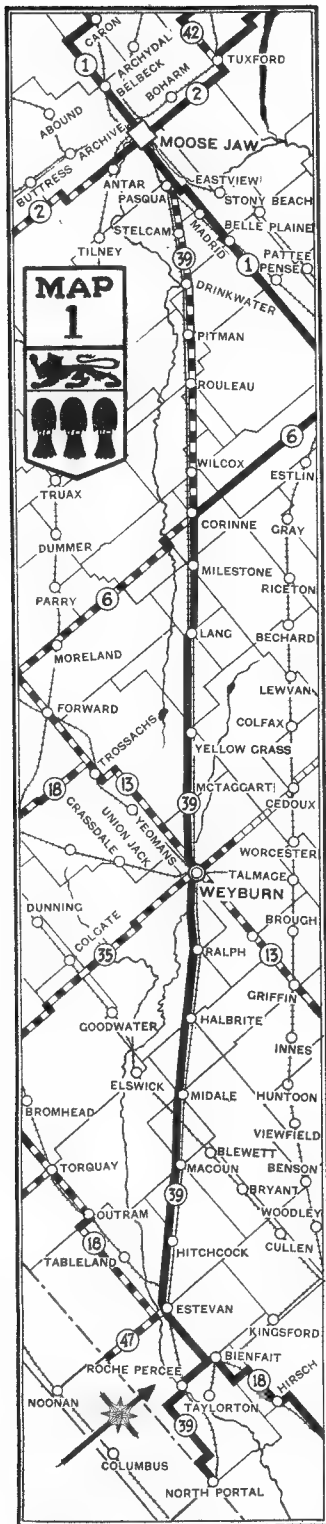 CARON
42
1
ARCHYDAL
BELBECK
TUXFORD
BOHARM
2
ABOUND
ARCHIVE
MOOSE JAW
BUTTRESS
2
ANTAR
PASQUA
EASTVIEW
STONY BEACH
STELCAM
MADRID
BELLE PLAINE
TILNEY
39
PATTEE
PENSE
1
MAP
1
DRINKWATER
PITMAN
ROULEAU
6
WILCOX
ESTLIN
TRUAX
CORINNE
GRAY
DUMMER
MILESTONE
RICETON
PARRY
6
LANG
BECHARD
MORELAND
LEWVAN
FORWARD
COLFAX
TROSSACHS
YELLOW GRASS
18
13
39
MCTAGGART
CEDOUX
YEOMANS
UNION JACK
GRASSDALE
WORCESTER
TALMAGE
WEYBURN
DUNNING
BROUGH
COLGATE
35
RALPH
13
GRIFFIN
GOODWATER
HALBRITE
INNES
ELSWICK
HUNTOON
MIDALE
BROMHEAD
VIEWFIELD
BLEWETT
TORQUAY
MACOUN
BENSON
BRYANT
39
WOODLEY
OUTRAM
CULLEN
18
HITCHCOCK
TABLELAND
ESTEVAN
KINGSFORD
47
BIENFAIT
ROCHE PERCEE
18
HIRSCH
NOONAN
TAYLORTON
39
COLUMBUS
NORTH PORTAL